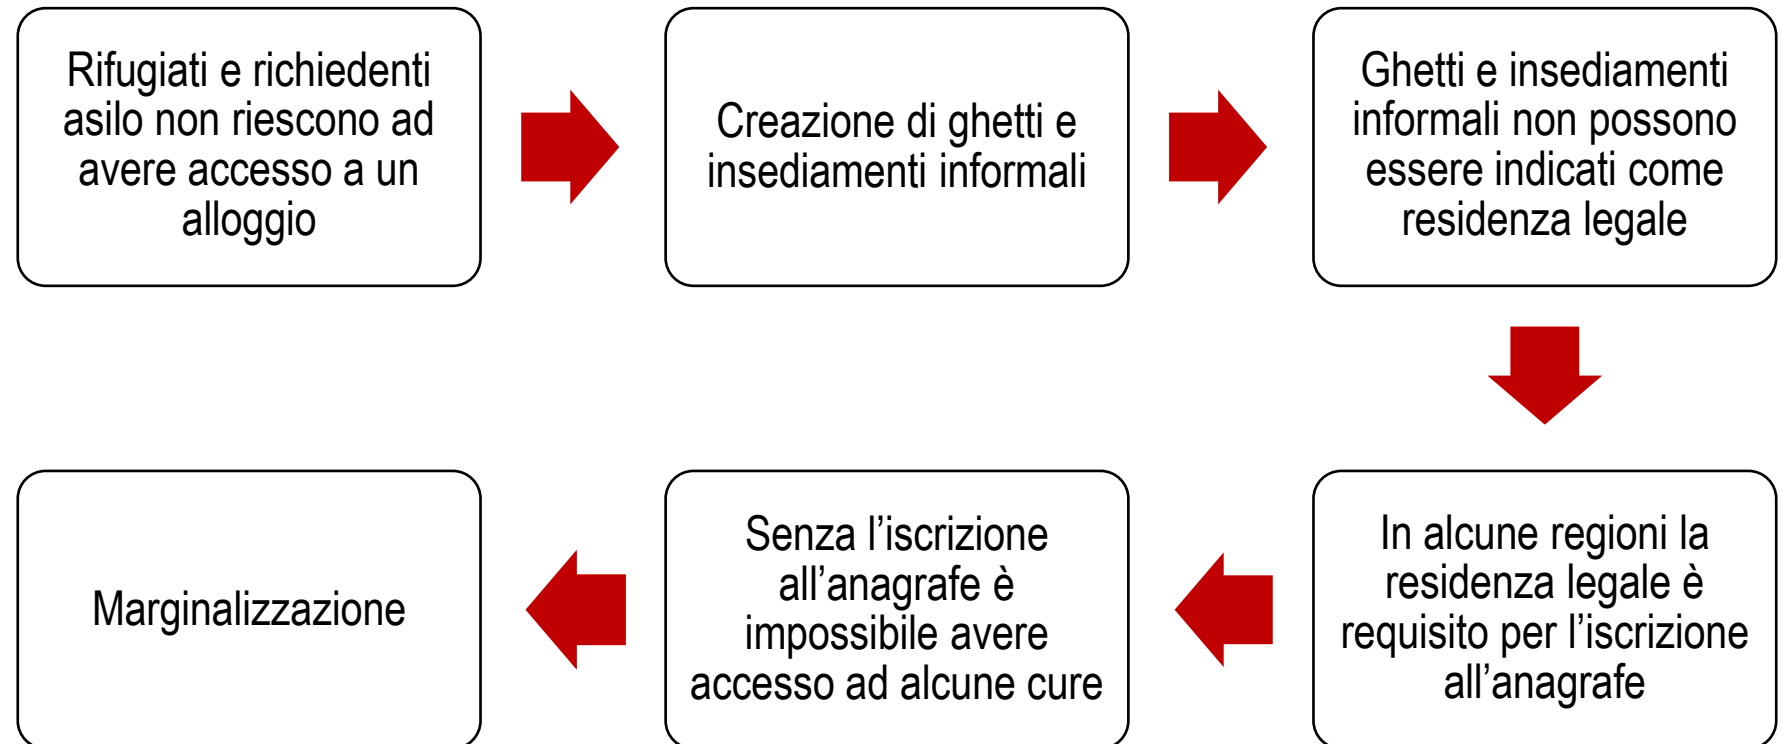 Rifugiati e richiedenti
asilo non riescono ad
avere accesso a un
alloggio
Creazione di ghetti e
insediamenti informali
Ghetti e insediamenti
informali non possono
essere indicati come
residenza legale
In alcune regioni la
residenza legale è
requisito per l’iscrizione
all’anagrafe
Senza l’iscrizione
all’anagrafe è
impossibile avere
accesso ad alcune cure
Marginalizzazione